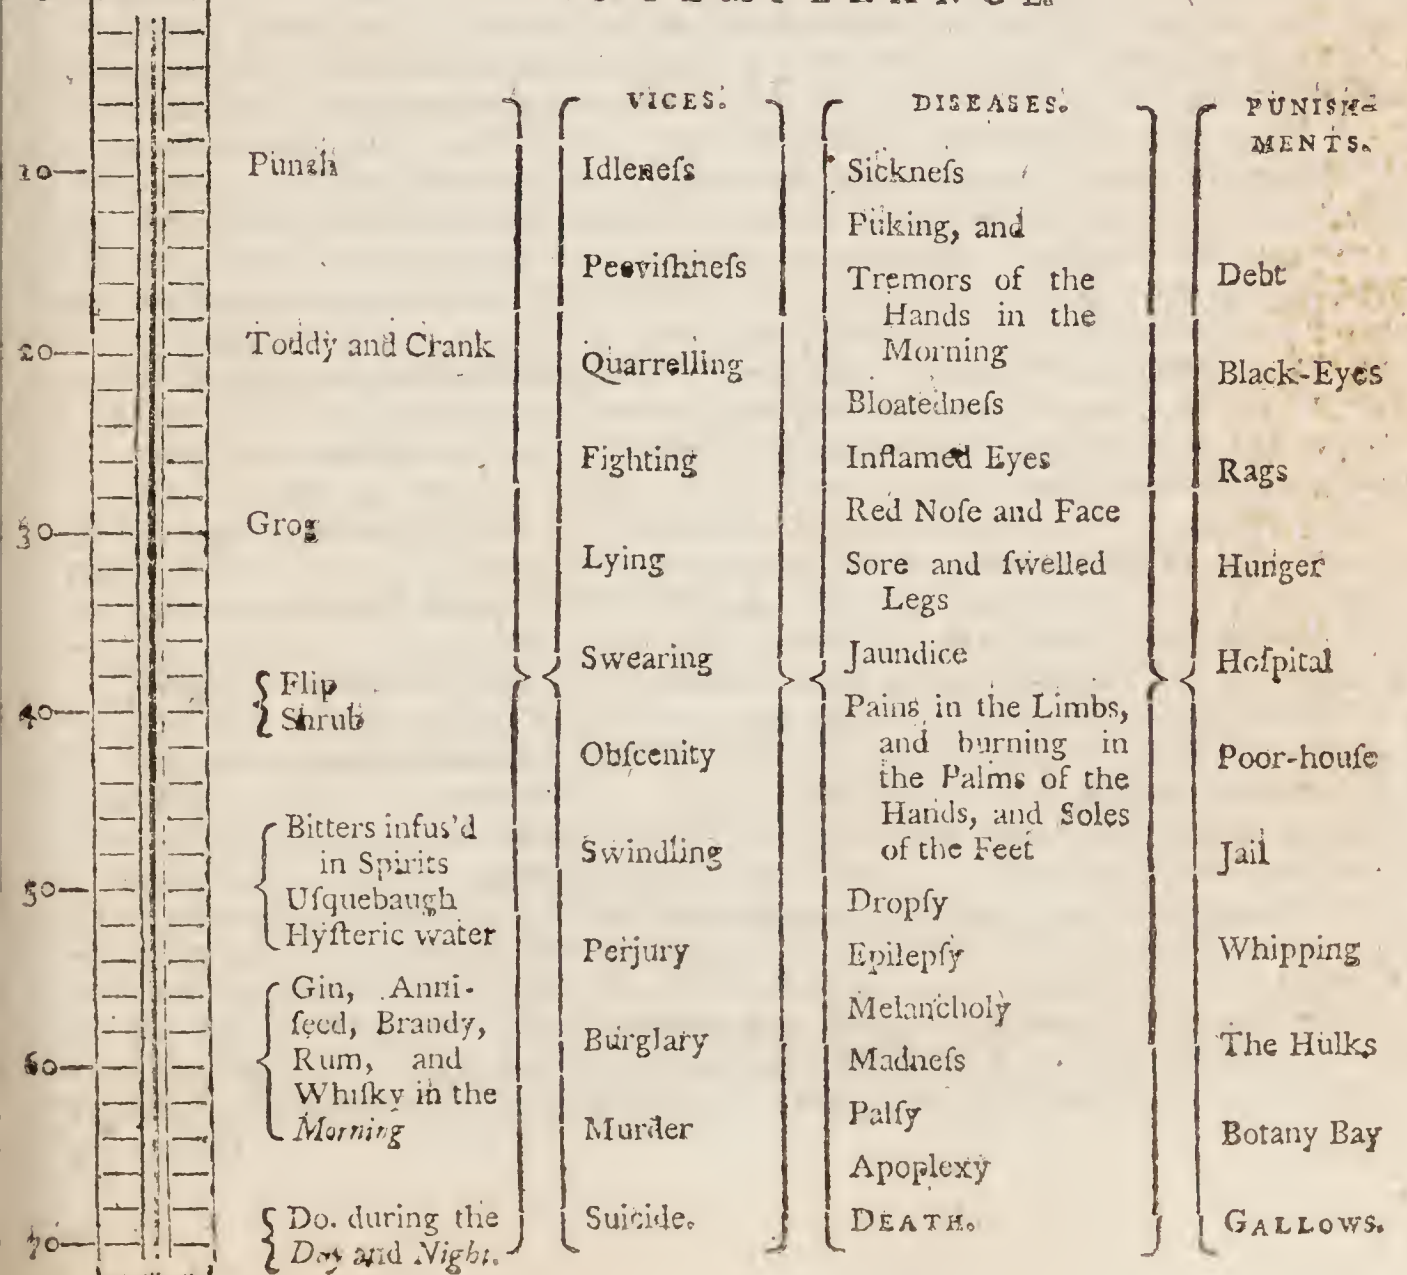 VICES.
DISEASES.
PUNISH-
MENTS.
10
Punch
Idleneſs
Sickneſs
Puking, and
Peeviſhneſs
Tremors of the
Hands in the
Morning
Debt
20
Toddy and Crank
Quarrelling
Black-Eyes
Bloatedneſs
Fighting
Inflamed Eyes
Rags
30
Grog
Red Noſe and Face
Lying
Sore and ſwelled
Legs
Hunger
Swearing
Jaundice
Hoſpital
40
Flip
Shrub
Pains in the Limbs,
and burning in
the Palms of the
Hands, and Soles
of the Feet
Obſcenity
Poor-houſe
Bitters infus'd
in Spirits
Uſquebaugh
Hyſteric water
Swindling
Jail
50
Dropſy
Perjury
Epilepſy
Whipping
Gin, Anni-
ſeed, Brandy,
Rum, and
Whiſky in the
Morning
Melancholy
60
Burglary
Madneſs
The Hulks
Murder
Palſy
Botany Bay
Apoplexy
70
Do. during the
Day and Night.
Suicide.
DEATH.
GALLOWS.